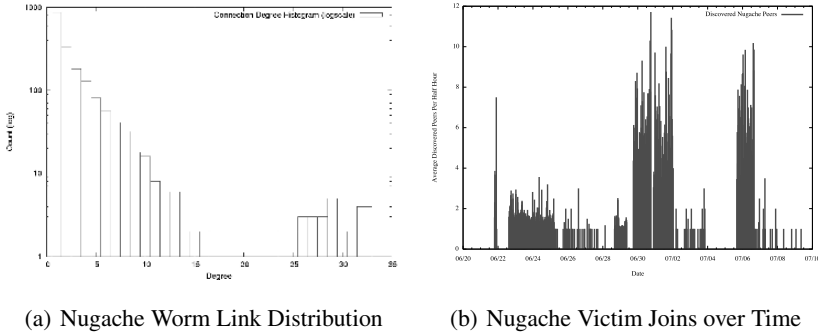 Connection Degree Histogram (logscale)
1000
100
10
1
Count (log)
0 5 10 15 20 25 30 35
Degree
Discovered Nugache Peers
12
10
8
6
4
2
0
Average Discovered Peers Per Half Hour
06/20 06/22 06/24 06/26 06/28 06/30 07/02 07/04 07/06 07/08 07/10
Date
(a) Nugache Worm Link Distribution
(b) Nugache Victim Joins over Time